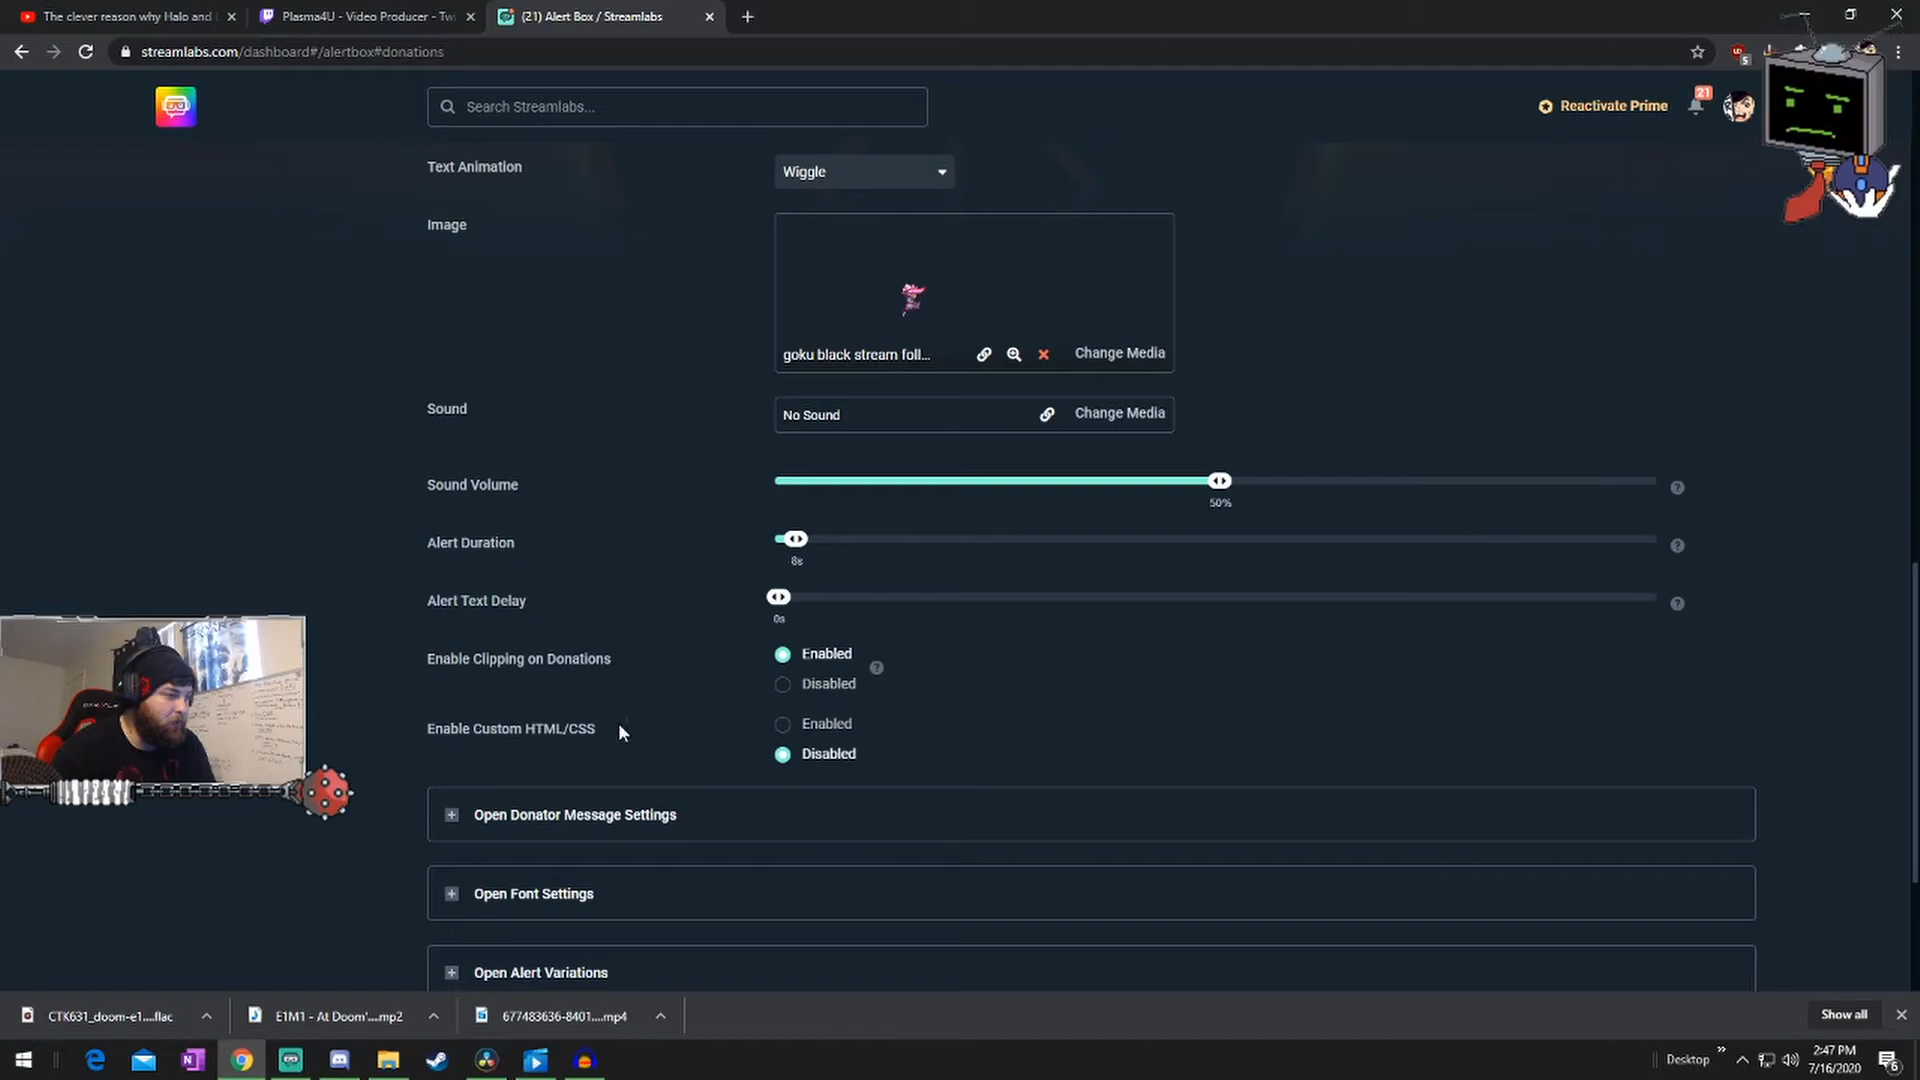 The clever reason why Halo and
Plasma4U - Video Producer - Tw
(21) Alert Box / Streamlabs
streamlabs.com/dashboard#/alertbox#donations
5
Search Streamlabs...
Reactivate Prime
21
Text Animation
Wiggle
Image
goku black stream foll...
Change Media
Sound
No Sound
Change Media
Sound Volume
50%
?
Alert Duration
8s
?
Alert Text Delay
0s
?
Enable Clipping on Donations
Enabled
?
Disabled
Enable Custom HTML/CSS
Enabled
Disabled
Open Donator Message Settings
Open Font Settings
Open Alert Variations
CTK631_doom-e1....flac
E1M1 - At Doom'....mp2
677483636-8401....mp4
Show all
Desktop
2:47 PM
7/16/2020
6